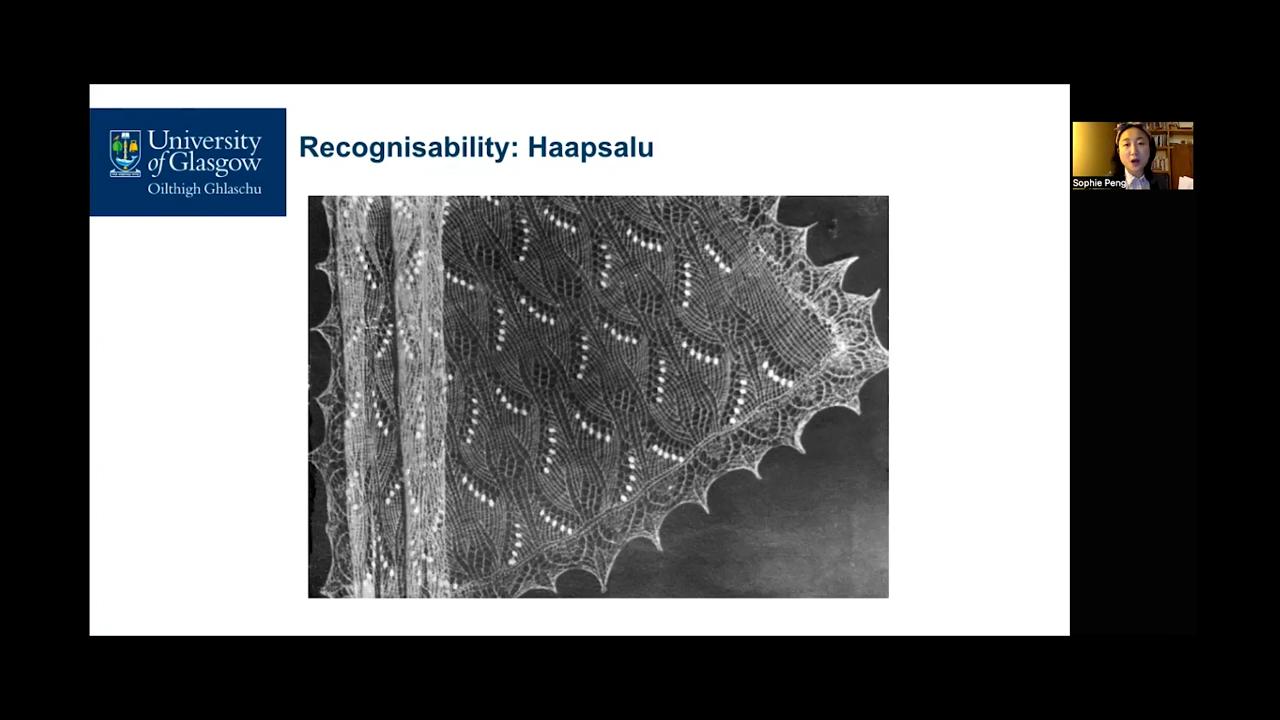 University
of Glasgow
Oilthigh Ghlaschu
Recognisability: Haapsalu
Sophie Peng